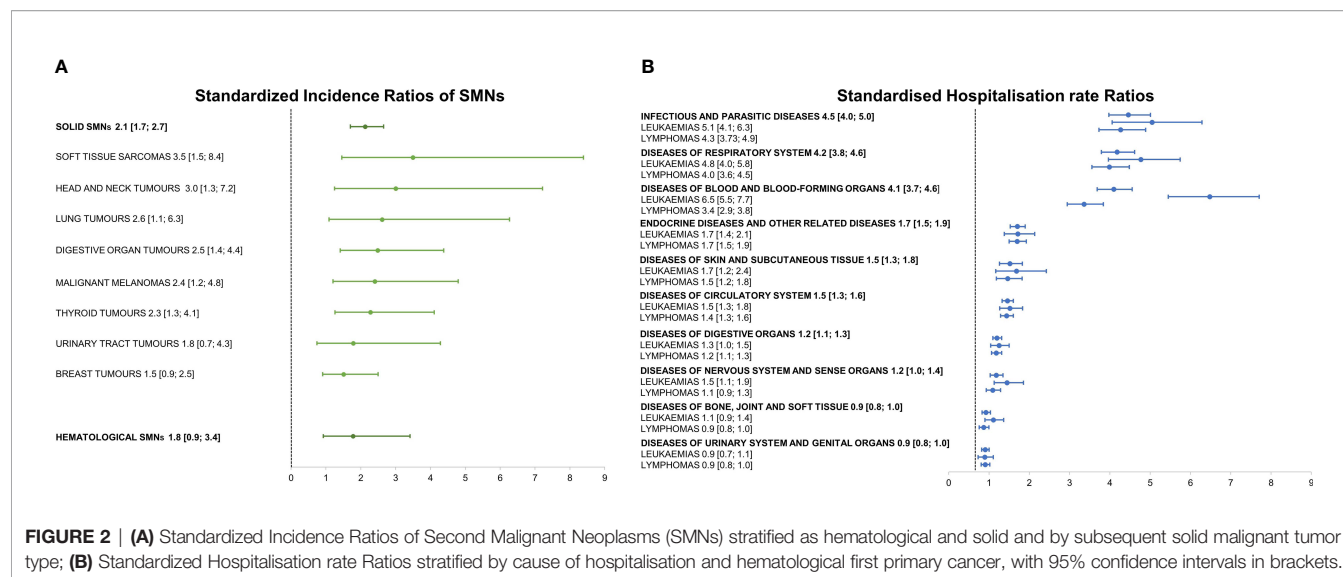 A
Standardized Incidence Ratios of SMNs
SOLID SMNs 2.1 [1.7; 2.7]
SOFT TISSUE SARCOMAS 3.5 [1.5; 8.4]
HEAD AND NECK TUMOURS 3.0 [1.3; 7.2]
LUNG TUMOURS 2.6 [1.1; 6.3]
DIGESTIVE ORGAN TUMOURS 2.5 [1.4; 4.4]
MALIGNANT MELANOMAS 2.4 [1.2; 4.8]
THYROID TUMOURS 2.3 [1.3; 4.1]
URINARY TRACT TUMOURS 1.8 [0.7; 4.3]
BREAST TUMOURS 1.5 [0.9; 2.5]
HEMATOLOGICAL SMNs 1.8 [0.9; 3.4]
0 1 2 3 4 5 6 7 8 9
B
Standardised Hospitalisation rate Ratios
INFECTIOUS AND PARASITIC DISEASES 4.5 [4.0; 5.0]
LEUKAEMIAS 5.1 [4.1; 6.3]
LYMPHOMAS 4.3 [3.73; 4.9]
DISEASES OF RESPIRATORY SYSTEM 4.2 [3.8; 4.6]
LEUKAEMIAS 4.8 [4.0; 5.8]
LYMPHOMAS 4.0 [3.6; 4.5]
DISEASES OF BLOOD AND BLOOD-FORMING ORGANS 4.1 [3.7; 4.6]
LEUKAEMIAS 6.5 [5.5; 7.7]
LYMPHOMAS 3.4 [2.9; 3.8]
ENDOCRINE DISEASES AND OTHER RELATED DISEASES 1.7 [1.5; 1.9]
LEUKAEMIAS 1.7 [1.4; 2.1]
LYMPHOMAS 1.7 [1.5; 1.9]
DISEASES OF SKIN AND SUBCUTANEOUS TISSUE 1.5 [1.3; 1.8]
LEUKAEMIAS 1.7 [1.2; 2.4]
LYMPHOMAS 1.5 [1.2; 1.8]
DISEASES OF CIRCULATORY SYSTEM 1.5 [1.3; 1.6]
LEUKAEMIAS 1.5 [1.3; 1.8]
LYMPHOMAS 1.4 [1.3; 1.6]
DISEASES OF DIGESTIVE ORGANS 1.2 [1.1; 1.3]
LEUKAEMIAS 1.3 [1.0; 1.5]
LYMPHOMAS 1.2 [1.1; 1.3]
DISEASES OF NERVOUS SYSTEM AND SENSE ORGANS 1.2 [1.0; 1.4]
LEUKEAMIAS 1.5 [1.1; 1.9]
LYMPHOMAS 1.1 [0.9; 1.3]
DISEASES OF BONE, JOINT AND SOFT TISSUE 0.9 [0.8; 1.0]
LEUKAEMIAS 1.1 [0.9; 1.4]
LYMPHOMAS 0.9 [0.8; 1.0]
DISEASES OF URINARY SYSTEM AND GENITAL ORGANS 0.9 [0.8; 1.0]
LEUKAEMIAS 0.9 [0.7; 1.1]
LYMPHOMAS 0.9 [0.8; 1.0]
0 1 2 3 4 5 6 7 8 9
FIGURE 2 | (A) Standardized Incidence Ratios of Second Malignant Neoplasms (SMNs) stratified as hematological and solid and by subsequent solid malignant tumor
type; (B) Standardized Hospitalisation rate Ratios stratified by cause of hospitalisation and hematological first primary cancer, with 95% confidence intervals in brackets.